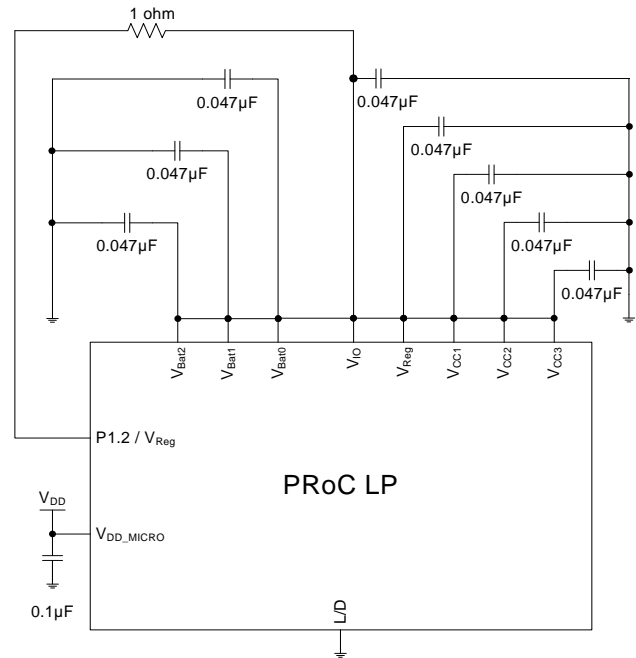 1 ohm
0.047µF
0.047µF
0.047µF
0.047µF
0.047µF
0.047µF
0.047µF
0.047µF
VBat2
VBat1
VBat0
VIO
VReg
VCC1
VCC2
VCC3
P1.2 / VReg
PRoC LP
VDD
VDD_MICRO
0.1µF
L/D